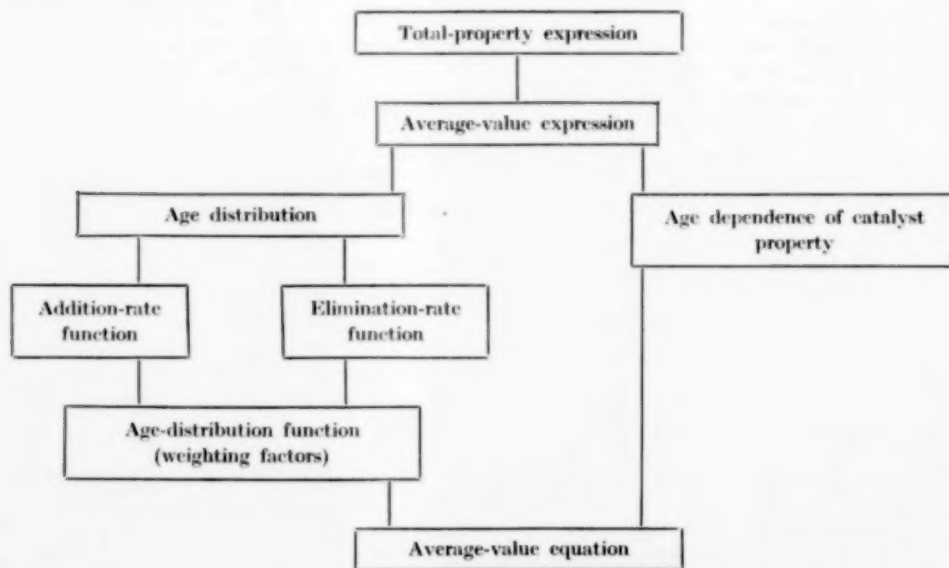 Total-property expression
Average-value expression
Age distribution
Age dependence of catalyst
property
Addition-rate
function
Elimination-rate
function
Age-distribution function
(weighting factors)
Average-value equation